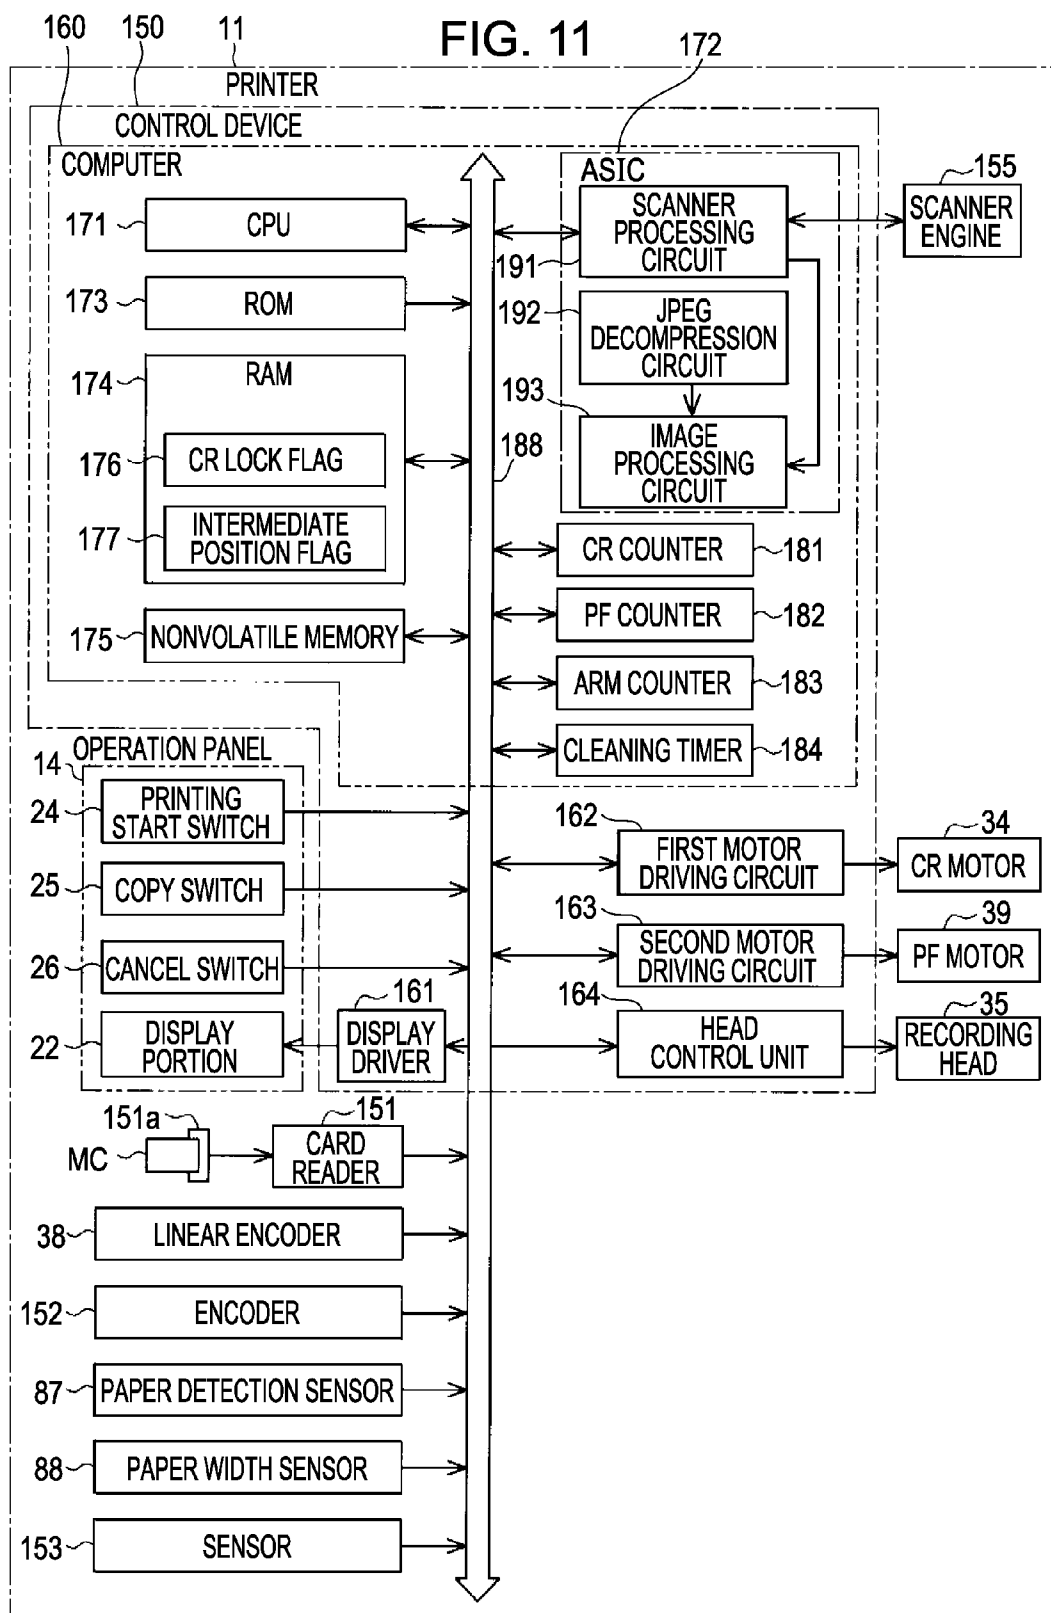 FIG. 11
160
150
11
172
PRINTER
CONTROL DEVICE
COMPUTER
ASIC
155
171
CPU
SCANNER
PROCESSING
CIRCUIT
191
SCANNER
ENGINE
173
ROM
192
JPEG
DECOMPRESSION
CIRCUIT
174
RAM
193
IMAGE
PROCESSING
CIRCUIT
188
176
CR LOCK FLAG
177
INTERMEDIATE
POSITION FLAG
CR COUNTER
181
175
NONVOLATILE MEMORY
PF COUNTER
182
ARM COUNTER
183
CLEANING TIMER
184
OPERATION PANEL
14
24
PRINTING
START SWITCH
162
FIRST MOTOR
DRIVING CIRCUIT
34
CR MOTOR
25
COPY SWITCH
163
SECOND MOTOR
DRIVING CIRCUIT
39
PF MOTOR
26
CANCEL SWITCH
161
164
35
22
DISPLAY
PORTION
DISPLAY
DRIVER
HEAD
CONTROL UNIT
RECORDING
HEAD
151a
151
MC
CARD
READER
38
LINEAR ENCODER
152
ENCODER
87
PAPER DETECTION SENSOR
88
PAPER WIDTH SENSOR
153
SENSOR